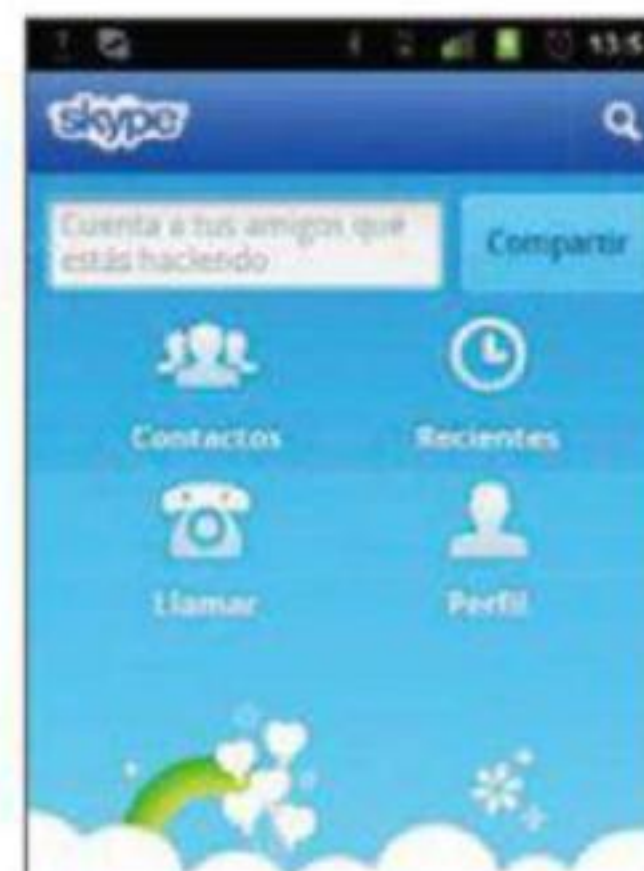 skype
Cuenta a tus amigos qué
estás haciendo
Compartir
Contactos
Recientes
Llamar
Perfil